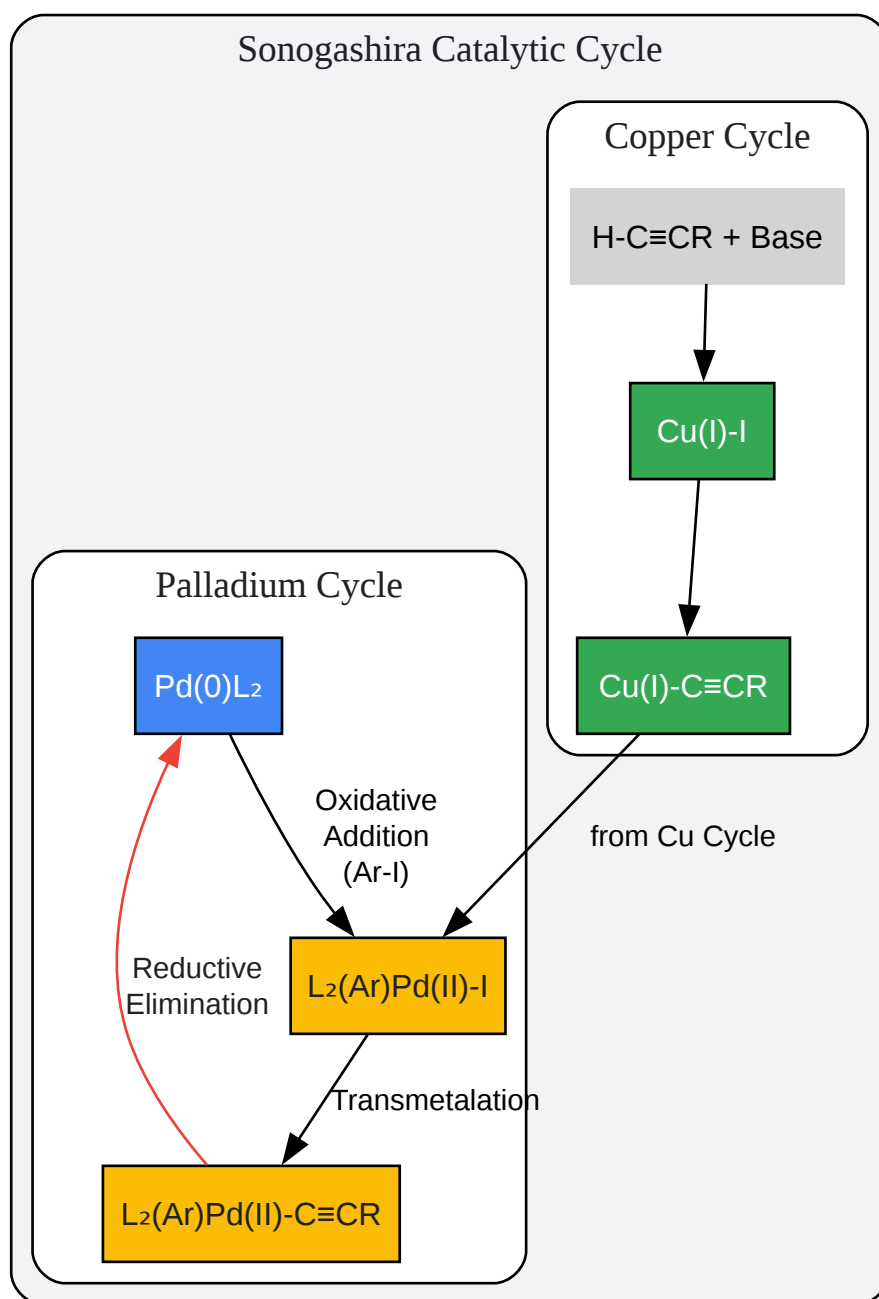 Sonogashira Catalytic Cycle
Copper Cycle
H-C≡CR + Base
Cu(I)-I
Cu(I)-C≡CR
from Cu Cycle
Palladium Cycle
Pd(0)L₂
Oxidative
Addition
(Ar-I)
L₂(Ar)Pd(II)-I
Reductive
Elimination
Transmetalation
L₂(Ar)Pd(II)-C≡CR